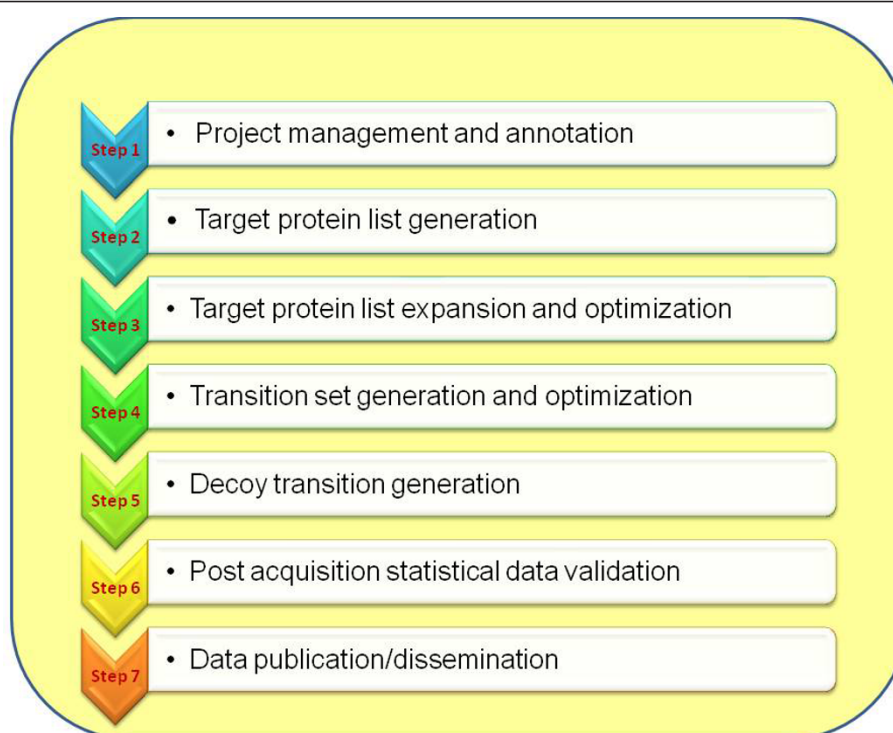 Step 1 • Project management and annotation
Step 2 • Target protein list generation
Step 3 • Target protein list expansion and optimization
Step 4 • Transition set generation and optimization
Step 5 • Decoy transition generation
Step 6 • Post acquisition statistical data validation
Step 7 • Data publication/dissemination